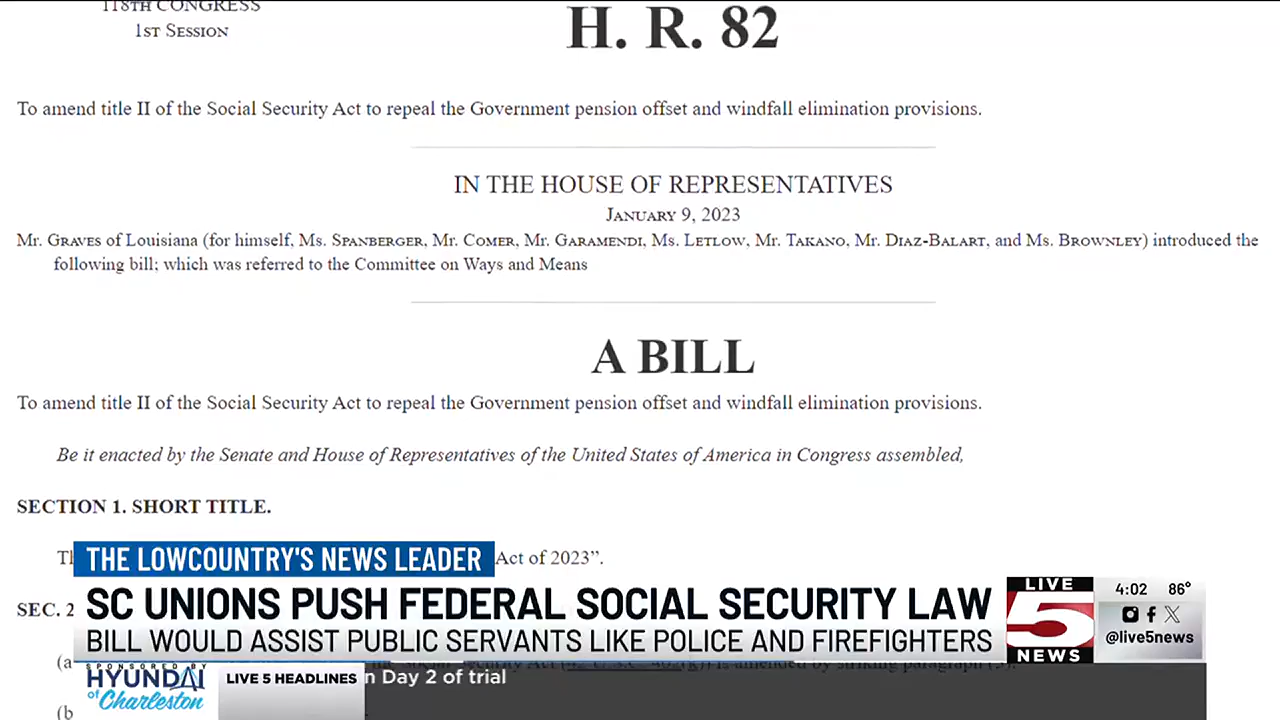 118TH CONGRESS
1ST SESSION
H. R. 82
To amend title II of the Social Security Act to repeal the Government pension offset and windfall elimination provisions.
IN THE HOUSE OF REPRESENTATIVES
JANUARY 9, 2023
Mr. GRAVES of Louisiana (for himself, Ms. SPANBERGER, Mr. COMER, Mr. GARAMENDI, Ms. LETLOW, Mr. TAKANO, Mr. DIAZ-BALART, and Ms. BROWNLEY) introduced the
following bill; which was referred to the Committee on Ways and Means
A BILL
To amend title II of the Social Security Act to repeal the Government pension offset and windfall elimination provisions.
Be it enacted by the Senate and House of Representatives of the United States of America in Congress assembled,
SECTION 1. SHORT TITLE.
Act of 2023”.
THE LOWCOUNTRY'S NEWS LEADER
SEC. 2
SC UNIONS PUSH FEDERAL SOCIAL SECURITY LAW
BILL WOULD ASSIST PUBLIC SERVANTS LIKE POLICE AND FIREFIGHTERS
LIVE
5
NEWS
4:02 86°
@live5news
(a
is amended by striking paragraph
SPONSORED BY
HYUNDAI
of Charleston
LIVE 5 HEADLINES
n Day 2 of trial
(b